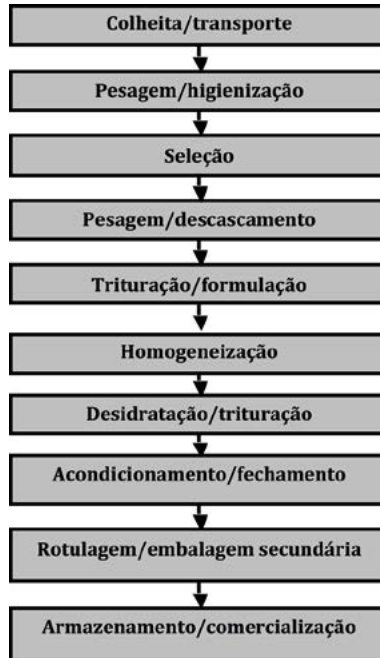 Colheita/transporte
Pesagem/higienização
Seleção
Pesagem/descascamento
Trituração/formulação
Homogeneização
Desidratação/trituração
Acondicionamento/fechamento
Rotulagem/embalagem secundária
Armazenamento/comercialização